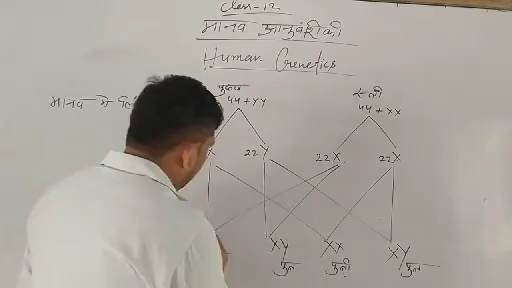 Class-12
मानव आनुवंशिकी
Human Genetics
पुरुष स्त्री
मानव में
44+XY 44+XX
X 22Y 22X 22X
XY XX XY
पुत्र पुत्री पुत्र